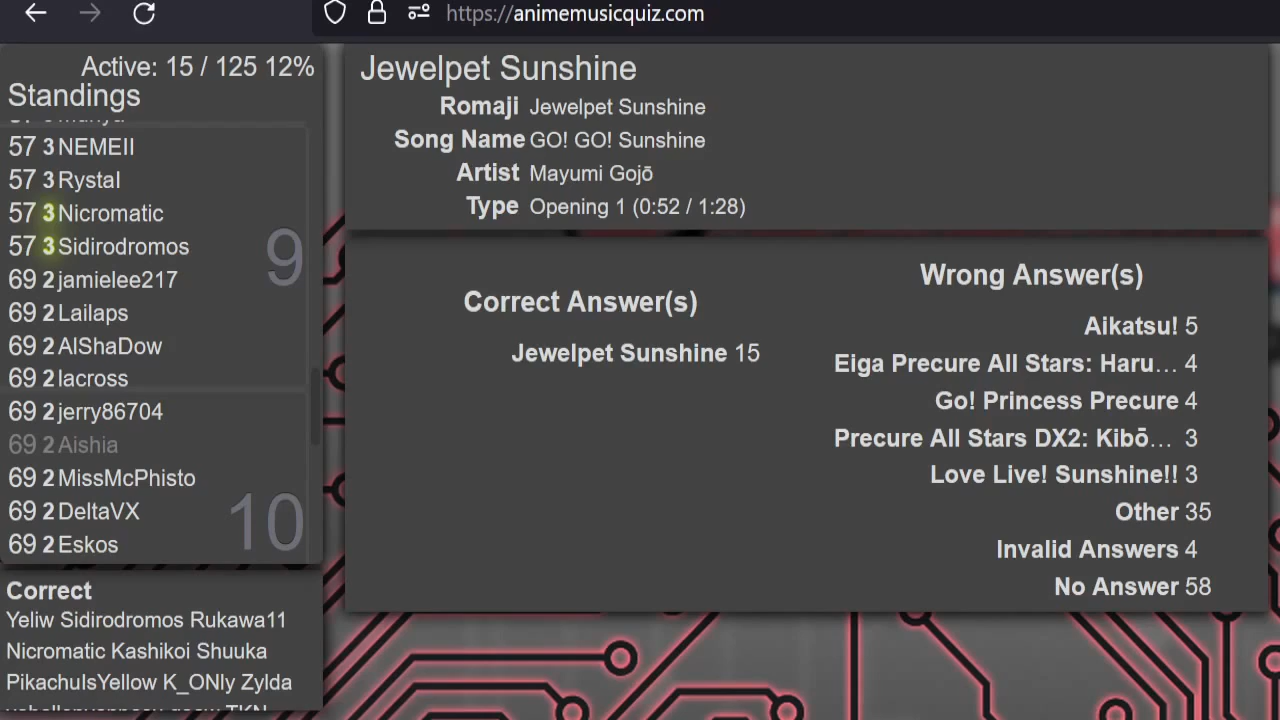 https://animemusicquiz.com
Active: 15 / 125 12%
Standings
57 3 NEMEII
57 3 Rystal
57 3 Nicromatic
57 3 Sidirodromos
9
69 2 jamielee217
69 2 Lailaps
69 2 AlShaDow
69 2 lacross
69 2 jerry86704
69 2 Aishia
69 2 MissMcPhisto
69 2 DeltaVX
10
69 2 Eskos
Correct
Yeliw Sidirodromos Rukawa11
Nicromatic Kashikoi Shuuka
PikachuIsYellow K_ONly Zylda
Jewelpet Sunshine
Romaji Jewelpet Sunshine
Song Name GO! GO! Sunshine
Artist Mayumi Gojō
Type Opening 1 (0:52 / 1:28)
Correct Answer(s)
Jewelpet Sunshine 15
Wrong Answer(s)
Aikatsu! 5
Eiga Precure All Stars: Haru… 4
Go! Princess Precure 4
Precure All Stars DX2: Kibō… 3
Love Live! Sunshine!! 3
Other 35
Invalid Answers 4
No Answer 58